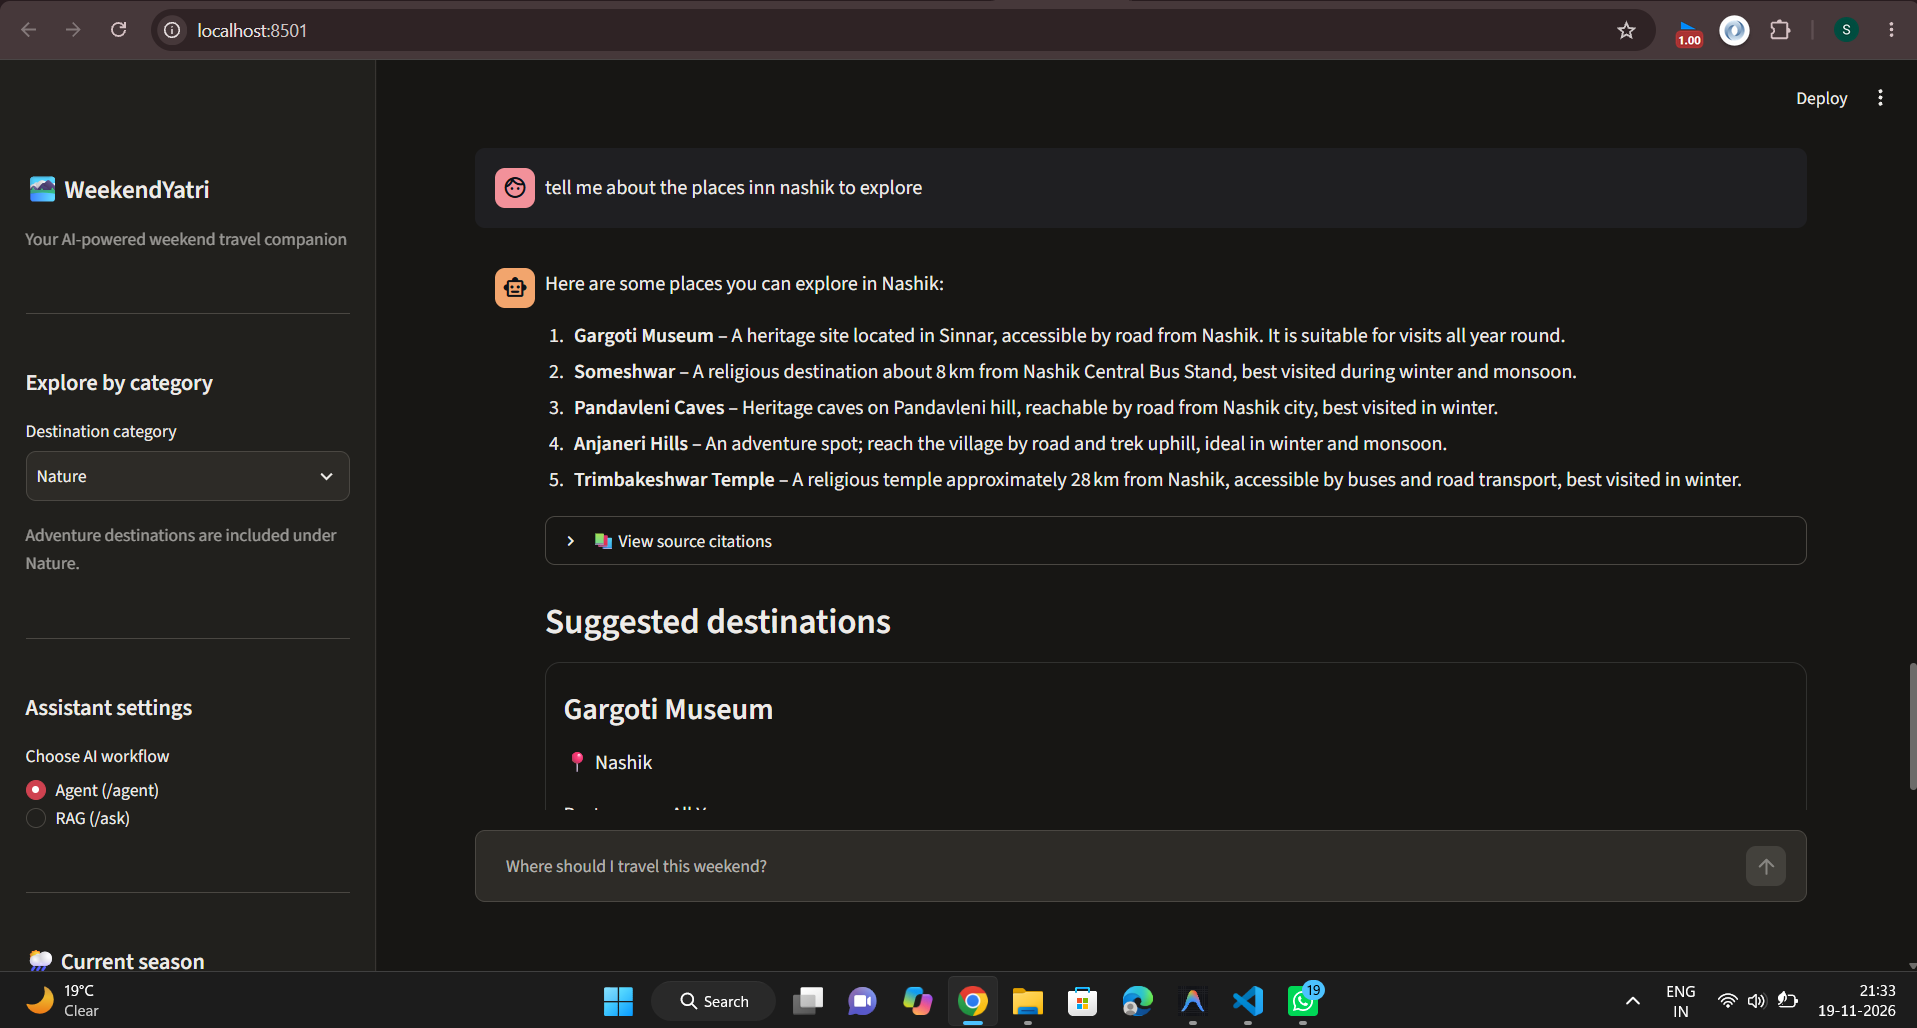 localhost:8501
1.00
S
Deploy
WeekendYatri
Your AI-powered weekend travel companion
Explore by category
Destination category
Nature
Adventure destinations are included under
Nature.
Assistant settings
Choose AI workflow
Agent (/agent)
RAG (/ask)
Current season
tell me about the places inn nashik to explore
Here are some places you can explore in Nashik:
1. Gargoti Museum – A heritage site located in Sinnar, accessible by road from Nashik. It is suitable for visits all year round.
2. Someshwar – A religious destination about 8 km from Nashik Central Bus Stand, best visited during winter and monsoon.
3. Pandavleni Caves – Heritage caves on Pandavleni hill, reachable by road from Nashik city, best visited in winter.
4. Anjaneri Hills – An adventure spot; reach the village by road and trek uphill, ideal in winter and monsoon.
5. Trimbakeshwar Temple – A religious temple approximately 28 km from Nashik, accessible by buses and road transport, best visited in winter.
View source citations
Suggested destinations
Gargoti Museum
Nashik
Where should I travel this weekend?
19°C
Clear
Search
19
ENG
IN
21:33
19-11-2026